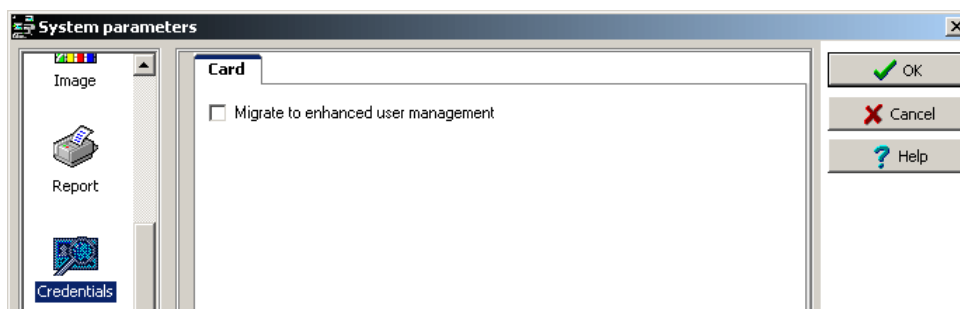 System parameters
Image
Report
Credentials
Card
Migrate to enhanced user management
OK
Cancel
Help